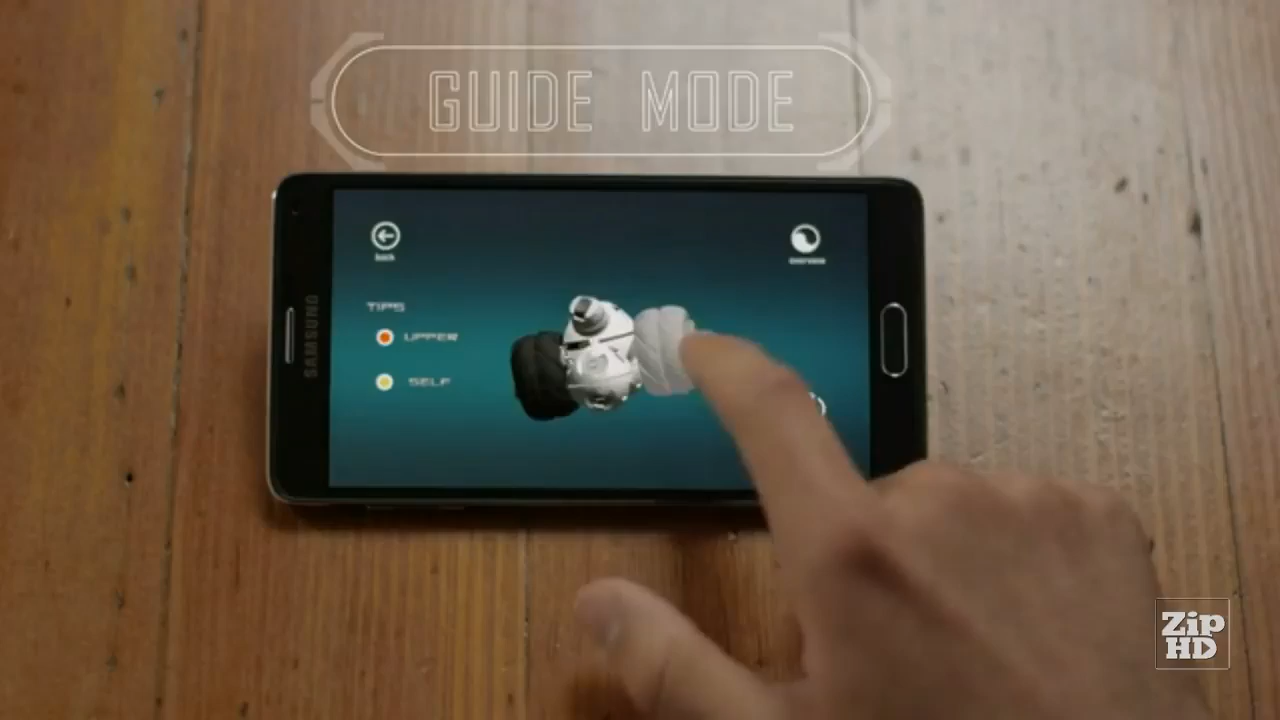 GUIDE MODE
SAMSUNG
back
overview
TIPS
UPPER
SELF
Zip
HD